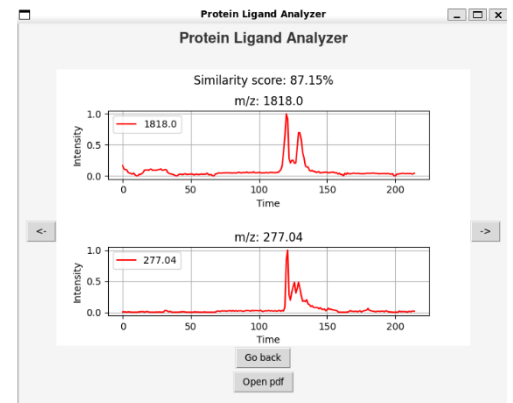 Protein Ligand Analyzer
Protein Ligand Analyzer
Similarity score: 87.15%
m/z: 1818.0
1818.0
Intensity
1.0
0.5
0.0
0 50 100 150 200
Time
<-
->
m/z: 277.04
277.04
Intensity
1.0
0.5
0.0
0 50 100 150 200
Time
Go back
Open pdf